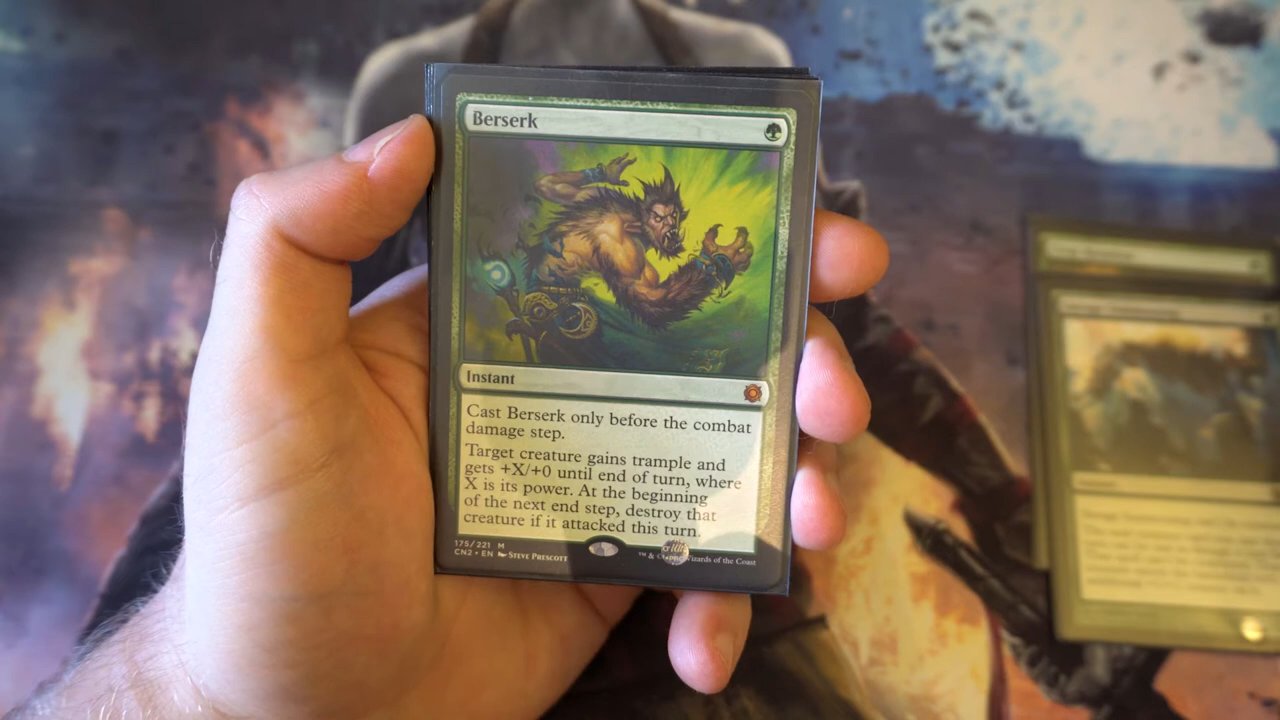 Berserk
Instant
Cast Berserk only before the combat
damage step.
Target creature gains trample and
gets +X/+0 until end of turn, where
X is its power. At the beginning
of the next end step, destroy that
creature if it attacked this turn.
175/221 M
CN2 • EN Steve Prescott
™ & © Wizards of the Coast